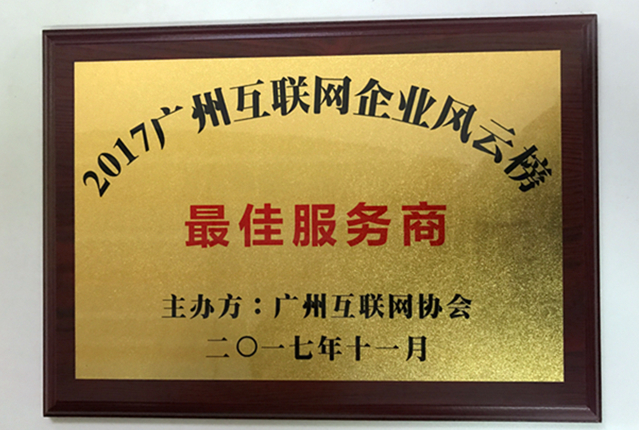 2017广州互联网企业风云榜
最佳服务商
主办方：广州互联网协会
二〇一七年十一月